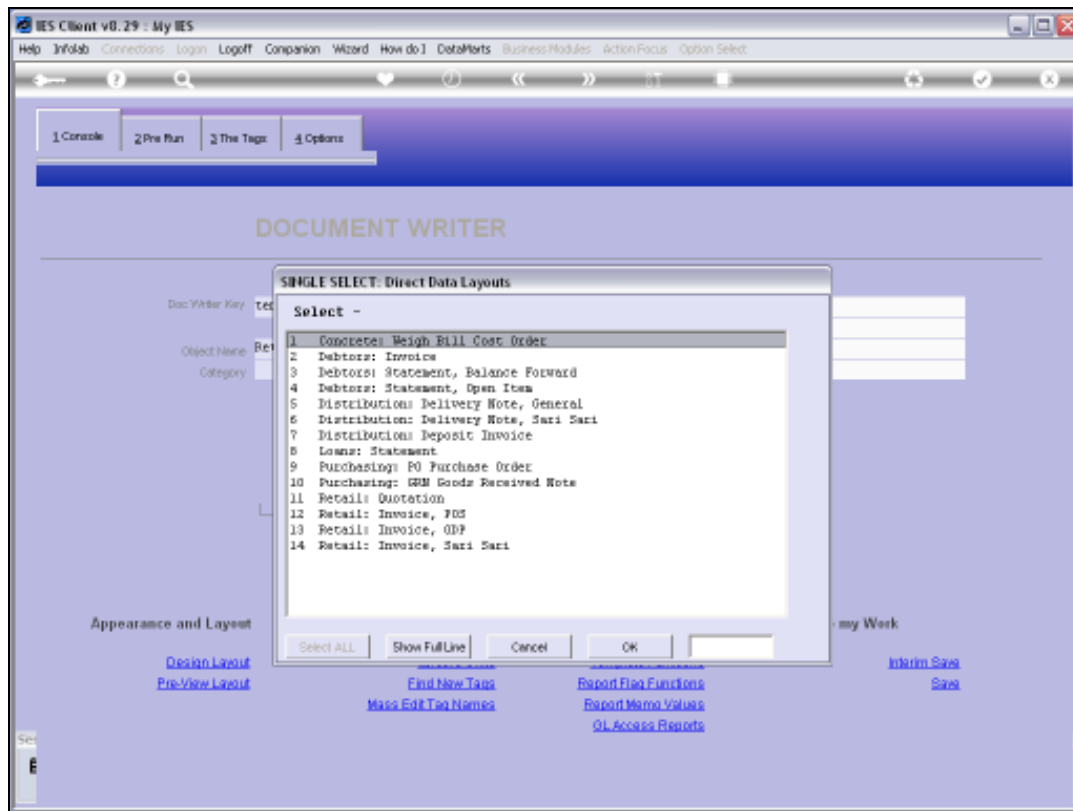 IES Client v8.29 : My IES
Help Infolab Connections Logon Logoff Companion Wizard How do I DataMarts Business Modules Action Focus Option Select
1 Console 2 Pre Run 3 The Tags 4 Options
DOCUMENT WRITER
SINGLE SELECT: Direct Data Layouts
Select -
Doc Writer Key
Object Name
Category
1 Concrete: Weigh Bill Cost Order
2 Debtors: Invoice
3 Debtors: Statement, Balance Forward
4 Debtors: Statement, Open Item
5 Distribution: Delivery Note, General
6 Distribution: Delivery Note, Sari Sari
7 Distribution: Deposit Invoice
8 Loans: Statement
9 Purchasing: PO Purchase Order
10 Purchasing: GRN Goods Received Note
11 Retail: Quotation
12 Retail: Invoice, POS
13 Retail: Invoice, ODP
14 Retail: Invoice, Sari Sari
Select ALL Show Full Line Cancel OK
Appearance and Layout my Work
Design Layout Interim Save
Pre-View Layout Find New Tags Report Flag Functions Save
Mass Edit Tag Names Report Memo Values
GL Access Reports